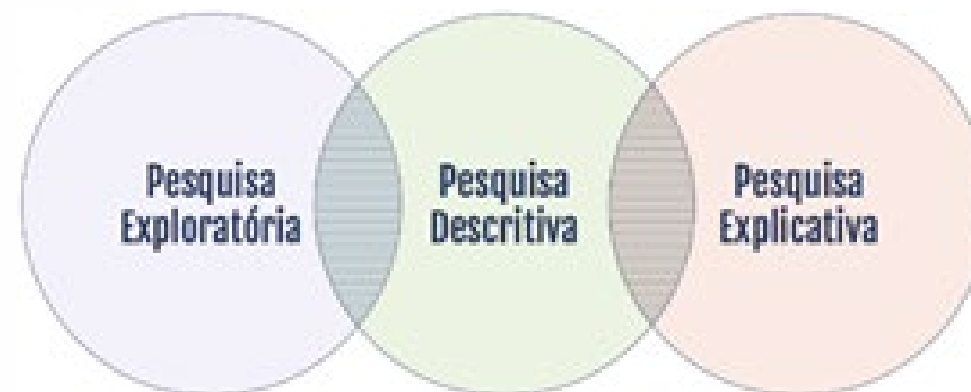 Pesquisa
Exploratória
Pesquisa
Descritiva
Pesquisa
Explicativa